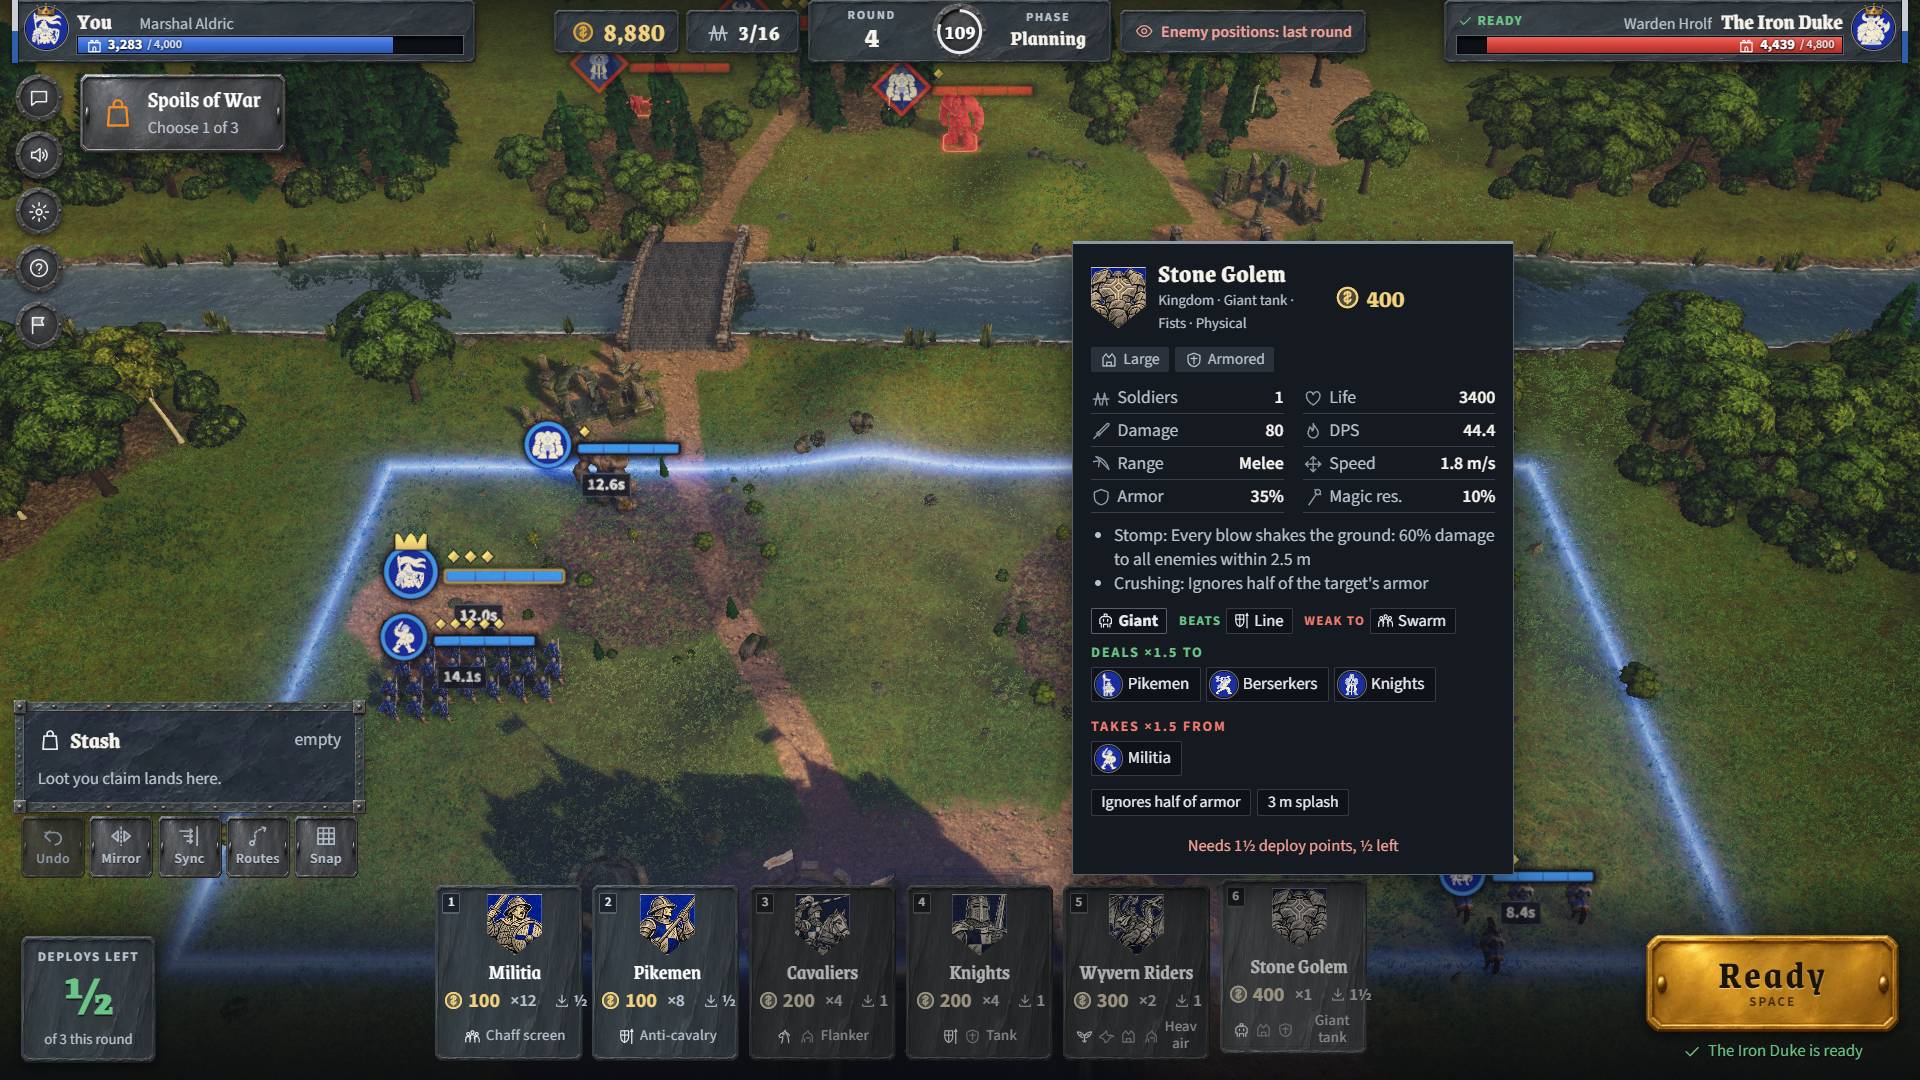 You Marshal Aldric
3,283 / 4,000
8,880
3/16
ROUND
4
109
PHASE
Planning
Enemy positions: last round
READY
Warden Hrolf The Iron Duke
4,439 / 4,800
Spoils of War
Choose 1 of 3
Stone Golem
Kingdom · Giant tank ·
Fists · Physical
400
Large
Armored
Soldiers 1
Life 3400
Damage 80
DPS 44.4
Range Melee
Speed 1.8 m/s
Armor 35%
Magic res. 10%
• Stomp: Every blow shakes the ground: 60% damage
to all enemies within 2.5 m
• Crushing: Ignores half of the target's armor
Giant BEATS Line WEAK TO Swarm
DEALS ×1.5 TO
Pikemen
Berserkers
Knights
TAKES ×1.5 FROM
Militia
Ignores half of armor
3 m splash
Needs 1½ deploy points, ½ left
12.6s
12.0s
14.1s
8.4s
Stash
empty
Loot you claim lands here.
Undo
Mirror
Sync
Routes
Snap
DEPLOYS LEFT
½
of 3 this round
1
Militia
100 ×12 ½
Chaff screen
2
Pikemen
100 ×8 ½
Anti-cavalry
3
Cavaliers
200 ×4 1
Flanker
4
Knights
200 ×4 1
Tank
5
Wyvern Riders
300 ×2 1
Heav
air
6
Stone Golem
400 ×1 1½
Giant
tank
Ready
SPACE
The Iron Duke is ready